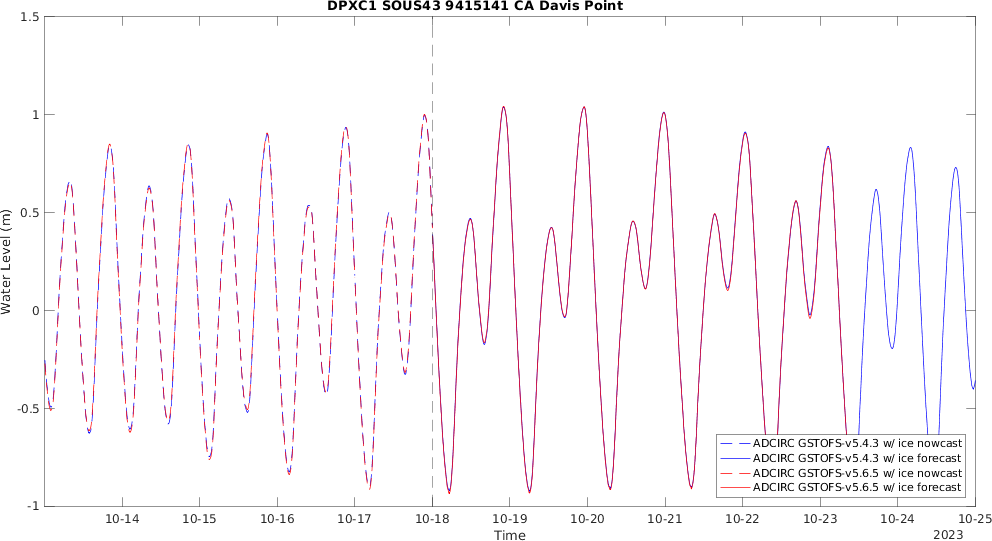 DPXC1 SOUS43 9415141 CA Davis Point
1.5
1
0.5
0
-0.5
-1
Water Level (m)
ADCIRC GSTOFS-v5.4.3 w/ ice nowcast
ADCIRC GSTOFS-v5.4.3 w/ ice forecast
ADCIRC GSTOFS-v5.6.5 w/ ice nowcast
ADCIRC GSTOFS-v5.6.5 w/ ice forecast
10-14 10-15 10-16 10-17 10-18 10-19 10-20 10-21 10-22 10-23 10-24 10-25
Time
2023